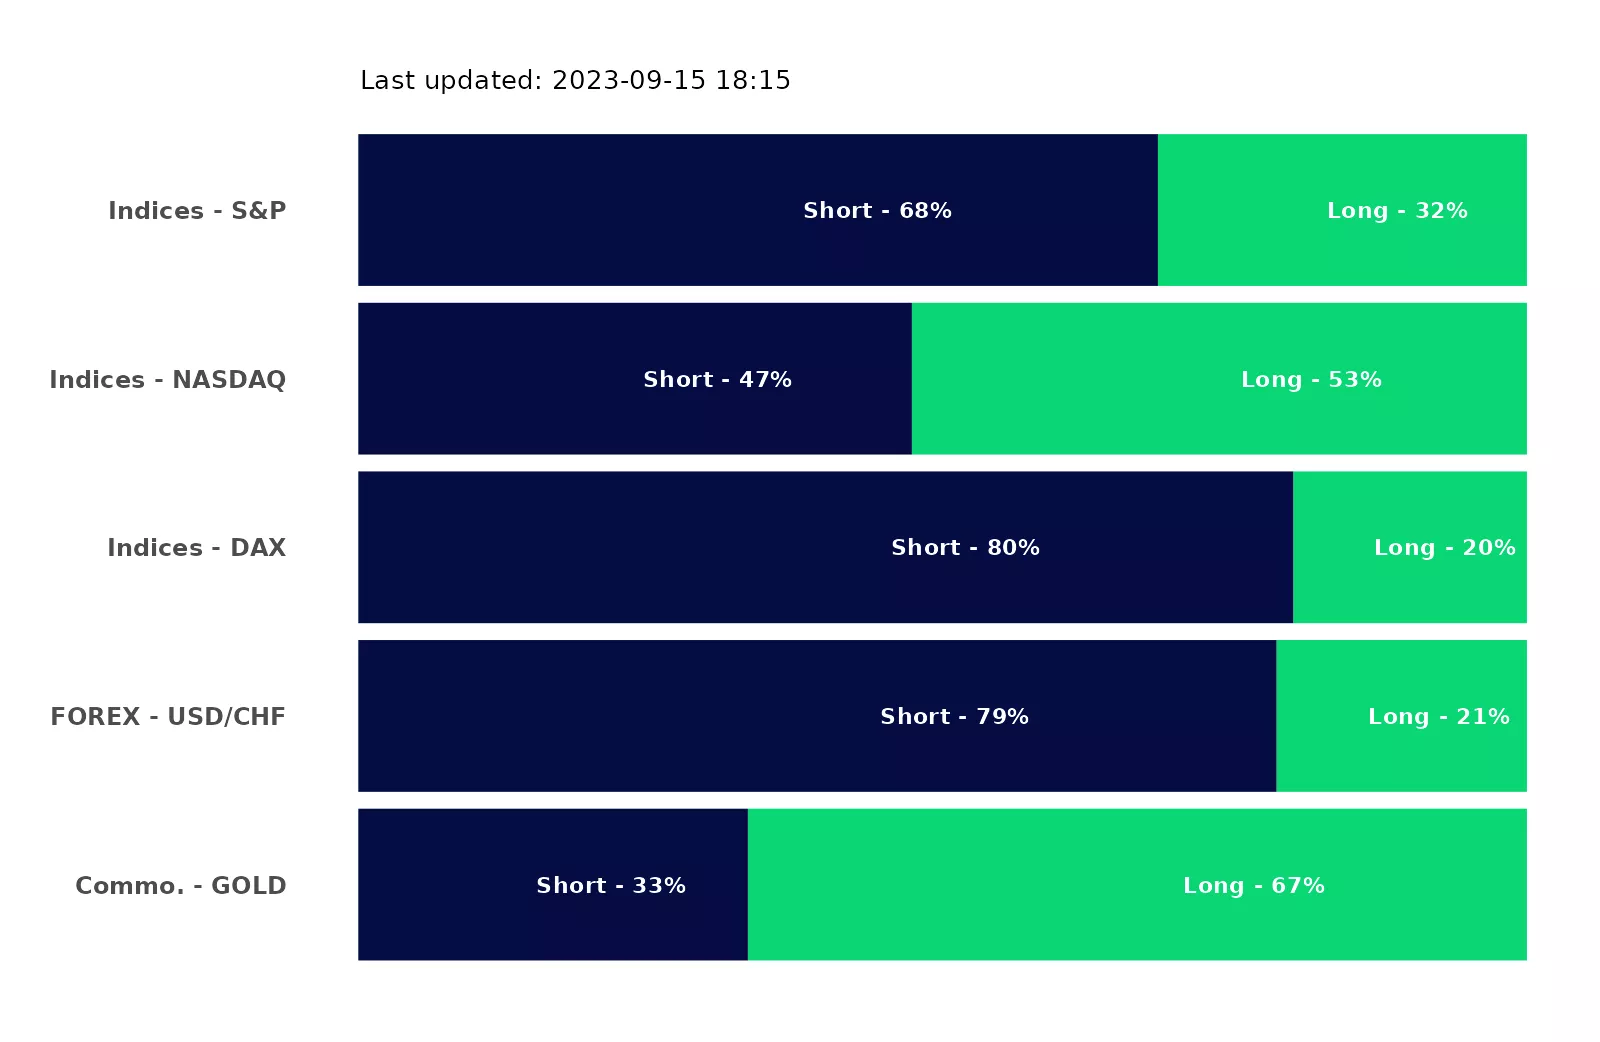 Last updated: 2023-09-15 18:15
Indices - S&P Short - 68% Long - 32%
Indices - NASDAQ Short - 47% Long - 53%
Indices - DAX Short - 80% Long - 20%
FOREX - USD/CHF Short - 79% Long - 21%
Commo. - GOLD Short - 33% Long - 67%